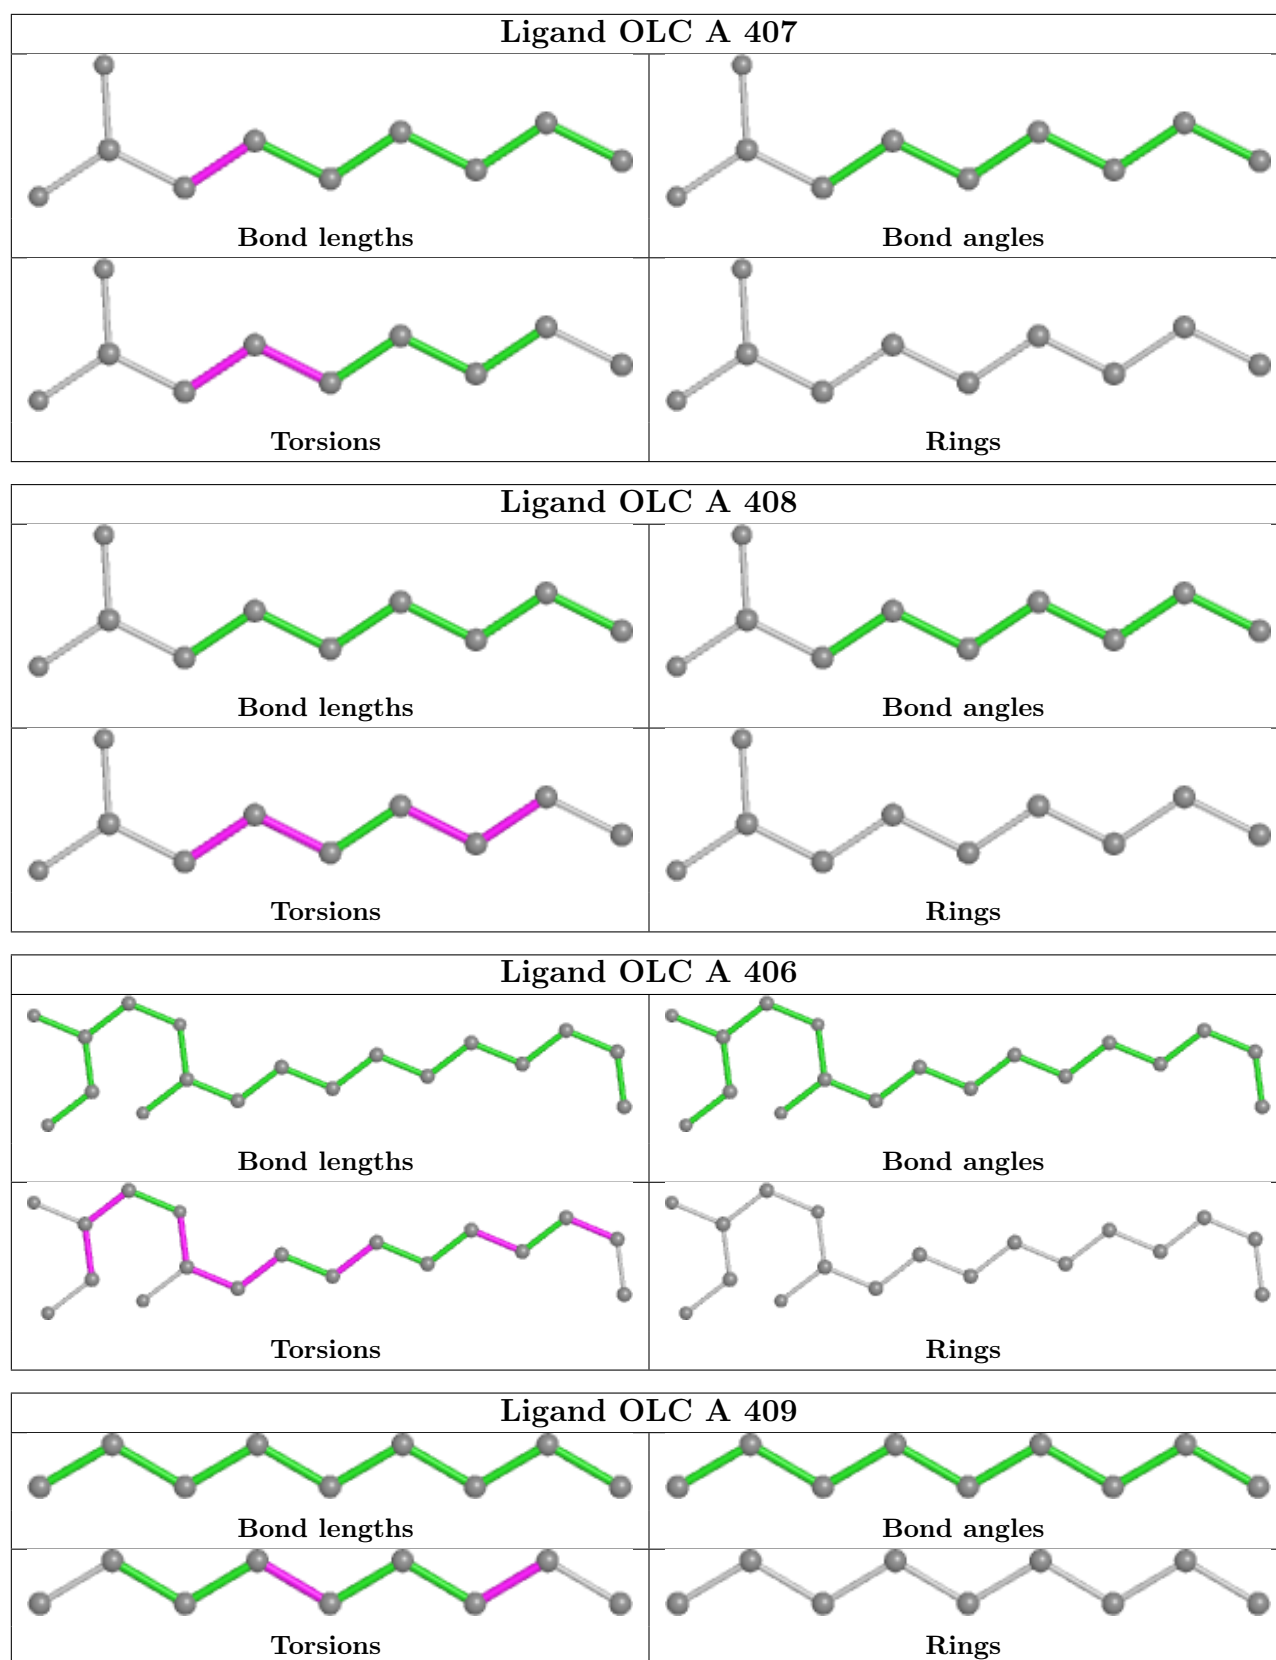 Ligand OLC A 407
Bond lengths
Bond angles
Torsions
Rings
Ligand OLC A 408
Bond lengths
Bond angles
Torsions
Rings
Ligand OLC A 406
Bond lengths
Bond angles
Torsions
Rings
Ligand OLC A 409
Bond lengths
Bond angles
Torsions
Rings